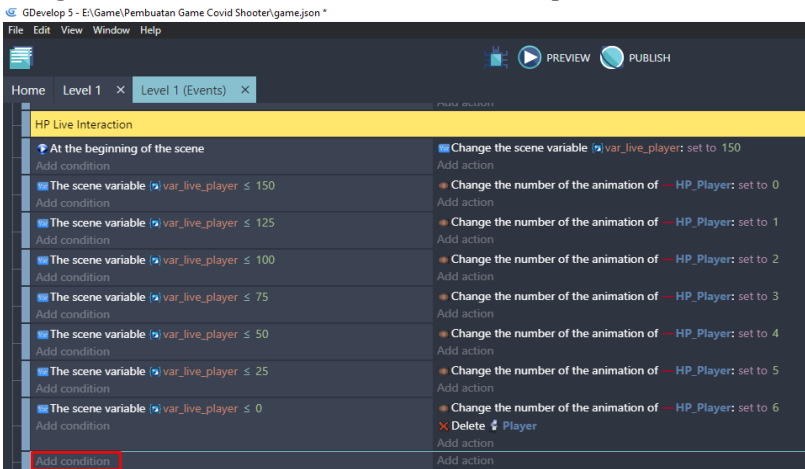 GDevelop 5 - E:\Game\Pembuatan Game Covid Shooter\game.json *
File Edit View Window Help
PREVIEW PUBLISH
Home Level 1 × Level 1 (Events) ×
Add action
HP Live Interaction
At the beginning of the scene Change the scene variable var_live_player: set to 150
Add condition Add action
The scene variable var_live_player ≤ 150 Change the number of the animation of HP_Player: set to 0
Add condition Add action
The scene variable var_live_player ≤ 125 Change the number of the animation of HP_Player: set to 1
Add condition Add action
The scene variable var_live_player ≤ 100 Change the number of the animation of HP_Player: set to 2
Add condition Add action
The scene variable var_live_player ≤ 75 Change the number of the animation of HP_Player: set to 3
Add condition Add action
The scene variable var_live_player ≤ 50 Change the number of the animation of HP_Player: set to 4
Add condition Add action
The scene variable var_live_player ≤ 25 Change the number of the animation of HP_Player: set to 5
Add condition Add action
The scene variable var_live_player ≤ 0 Change the number of the animation of HP_Player: set to 6
Add condition Delete Player
Add action
Add condition Add action